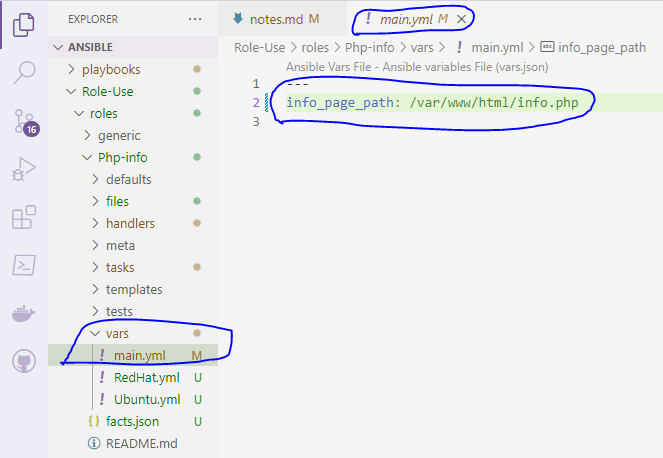 EXPLORER
ANSIBLE
playbooks
Role-Use
roles
generic
Php-info
defaults
files
handlers
meta
tasks
templates
tests
vars
main.yml M
RedHat.yml U
Ubuntu.yml U
{ } facts.json U
README.md
16
notes.md M
! main.yml M
Role-Use > roles > Php-info > vars > ! main.yml > abc info_page_path
Ansible Vars File - Ansible variables File (vars.json)
1 ---
2 info_page_path: /var/www/html/info.php
3